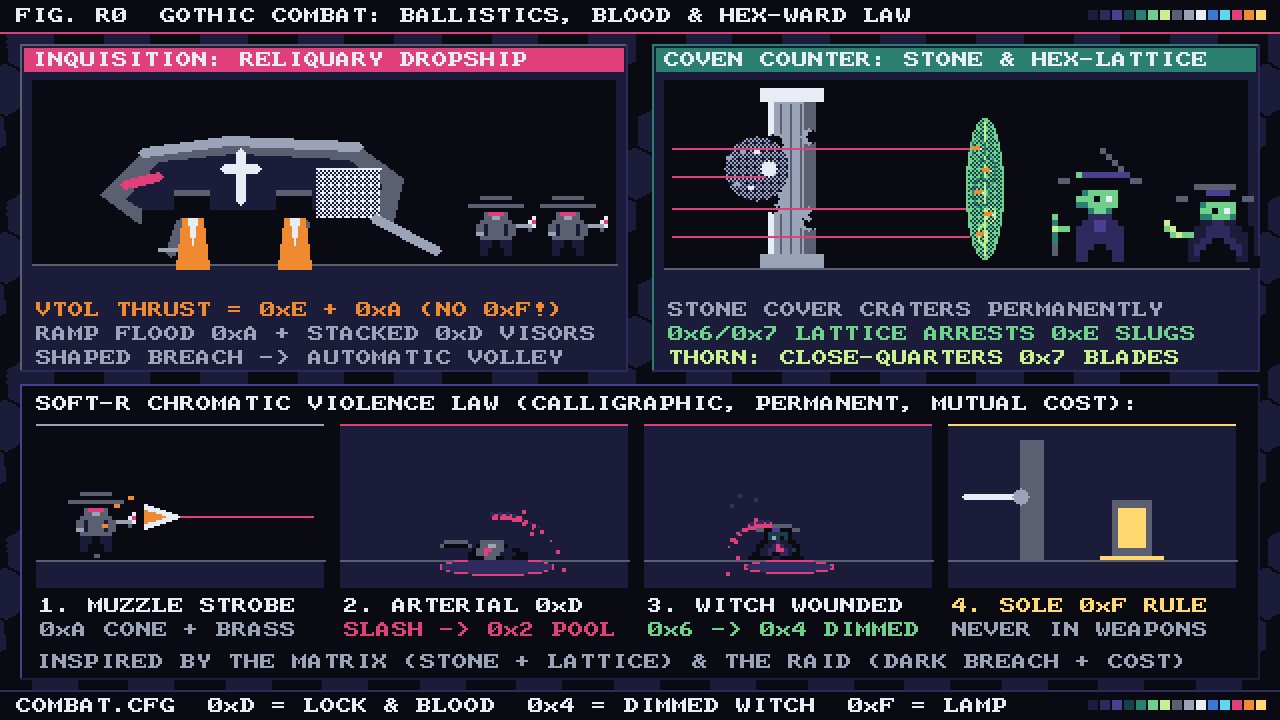 FIG. R0 GOTHIC COMBAT: BALLISTICS, BLOOD & HEX-WARD LAW
INQUISITION: RELIQUARY DROPSHIP
VTOL THRUST = 0xE + 0xA (NO 0xF!)
RAMP FLOOD 0xA + STACKED 0xD VISORS
SHAPED BREACH -> AUTOMATIC VOLLEY
COVEN COUNTER: STONE & HEX-LATTICE
STONE COVER CRATERS PERMANENTLY
0x6/0x7 LATTICE ARRESTS 0xE SLUGS
THORN: CLOSE-QUARTERS 0x7 BLADES
SOFT-R CHROMATIC VIOLENCE LAW (CALLIGRAPHIC, PERMANENT, MUTUAL COST):
1. MUZZLE STROBE
0xA CONE + BRASS
2. ARTERIAL 0xD
SLASH -> 0x2 POOL
3. WITCH WOUNDED
0x6 -> 0x4 DIMMED
4. SOLE 0xF RULE
NEVER IN WEAPONS
INSPIRED BY THE MATRIX (STONE + LATTICE) & THE RAID (DARK BREACH + COST)
COMBAT.CFG 0xD = LOCK & BLOOD 0x4 = DIMMED WITCH 0xF = LAMP